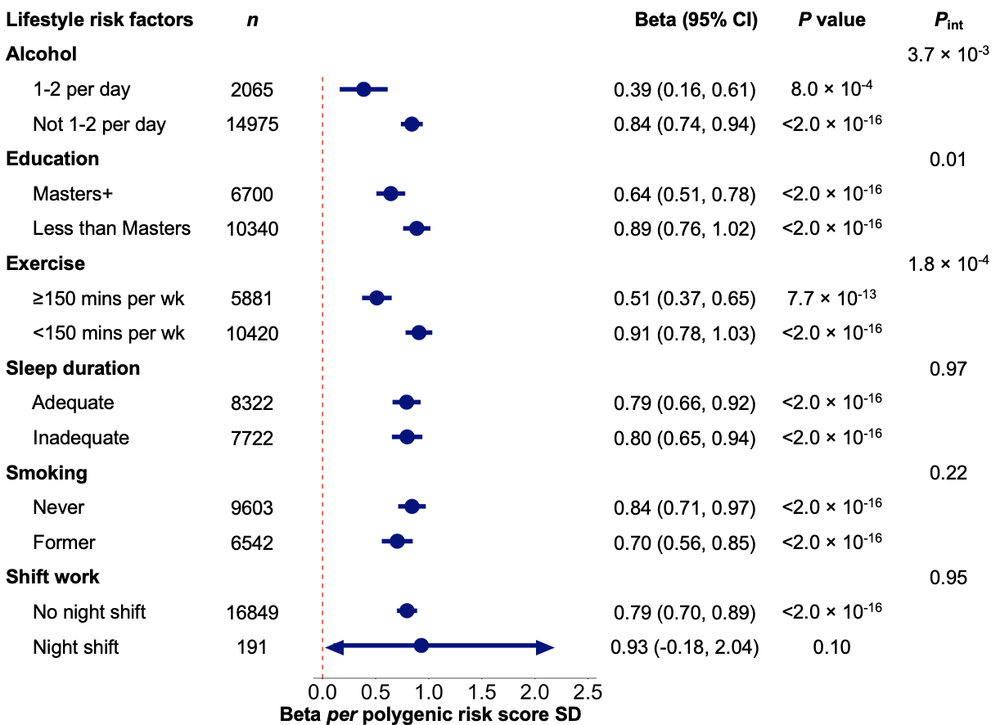 Lifestyle risk factors n Beta (95% CI) P value Pint
Alcohol 3.7 × 10-3
1-2 per day 2065 0.39 (0.16, 0.61) 8.0 × 10-4
Not 1-2 per day 14975 0.84 (0.74, 0.94) <2.0 × 10-16
Education 0.01
Masters+ 6700 0.64 (0.51, 0.78) <2.0 × 10-16
Less than Masters 10340 0.89 (0.76, 1.02) <2.0 × 10-16
Exercise 1.8 × 10-4
≥150 mins per wk 5881 0.51 (0.37, 0.65) 7.7 × 10-13
<150 mins per wk 10420 0.91 (0.78, 1.03) <2.0 × 10-16
Sleep duration 0.97
Adequate 8322 0.79 (0.66, 0.92) <2.0 × 10-16
Inadequate 7722 0.80 (0.65, 0.94) <2.0 × 10-16
Smoking 0.22
Never 9603 0.84 (0.71, 0.97) <2.0 × 10-16
Former 6542 0.70 (0.56, 0.85) <2.0 × 10-16
Shift work 0.95
No night shift 16849 0.79 (0.70, 0.89) <2.0 × 10-16
Night shift 191 0.93 (-0.18, 2.04) 0.10
0.0 0.5 1.0 1.5 2.0 2.5
Beta per polygenic risk score SD